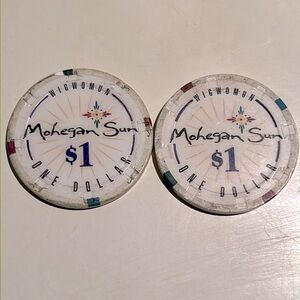 WIGWOMUN
Mohegan Sun
$1
ONE DOLLAR
WIGWOMUN
Mohegan Sun
$1
ONE DOLLAR